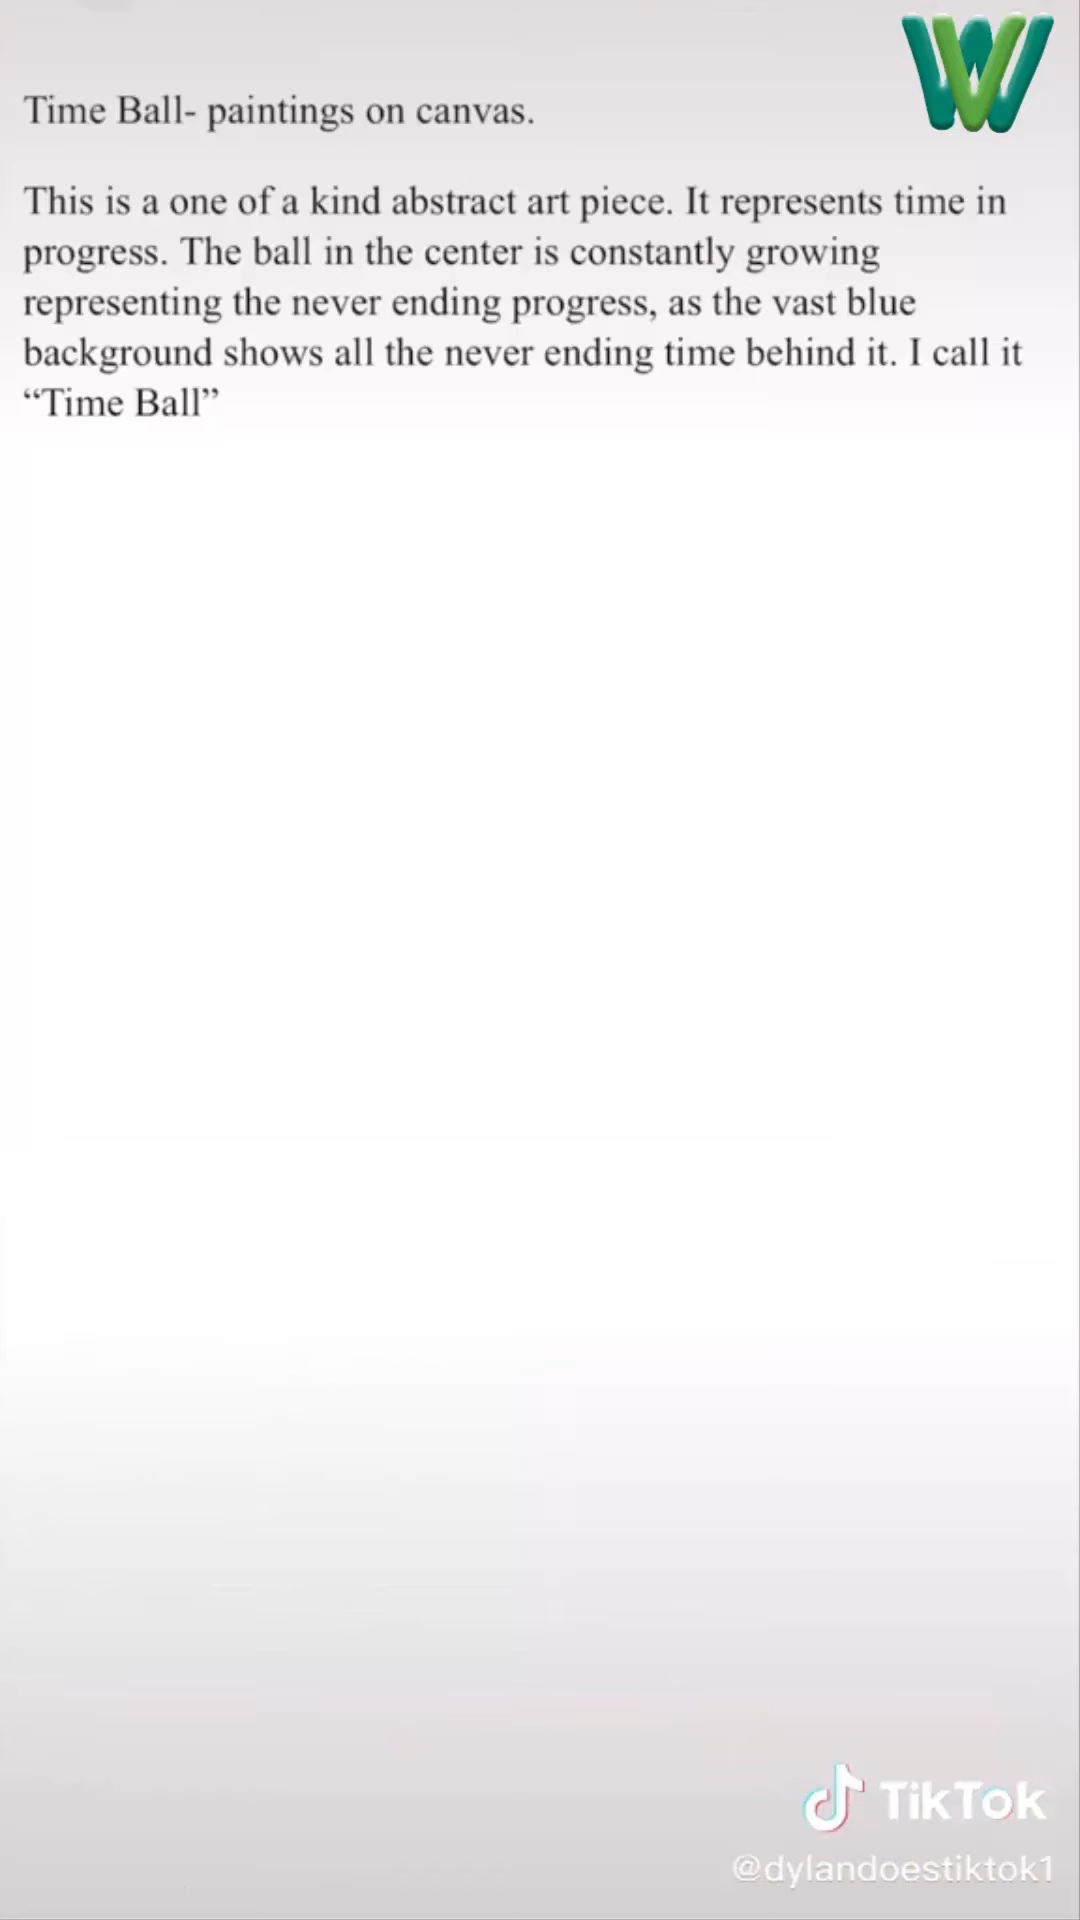 W
Time Ball- paintings on canvas.
This is a one of a kind abstract art piece. It represents time in
progress. The ball in the center is constantly growing
representing the never ending progress, as the vast blue
background shows all the never ending time behind it. I call it
“Time Ball”
TikTok
@dylandoestiktok1